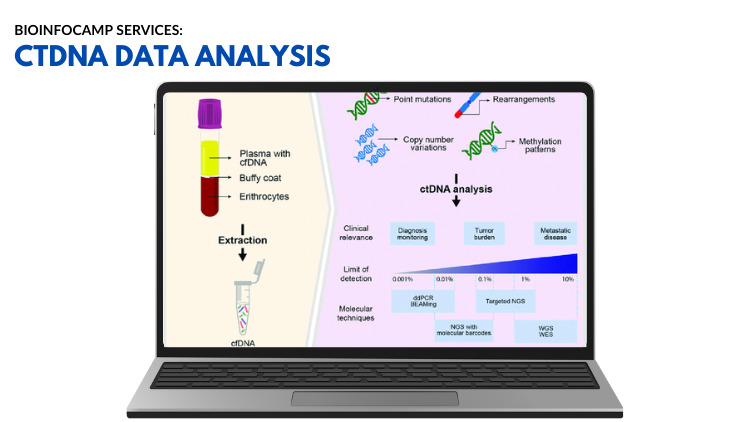 BIOINFOCAMP SERVICES:
CTDNA DATA ANALYSIS
Plasma with
cfDNA
Buffy coat
Erithrocytes
Extraction
cfDNA
Point mutations
Rearrangements
Copy number
variations
Methylation
patterns
ctDNA analysis
Clinical
relevance
Diagnosis
monitoring
Tumor
burden
Metastatic
disease
Limit of
detection
0.001%
0.01%
0.1%
1%
10%
Molecular
techniques
ddPCR
BEAMing
Targeted NGS
NGS with
molecular barcodes
WGS
WES